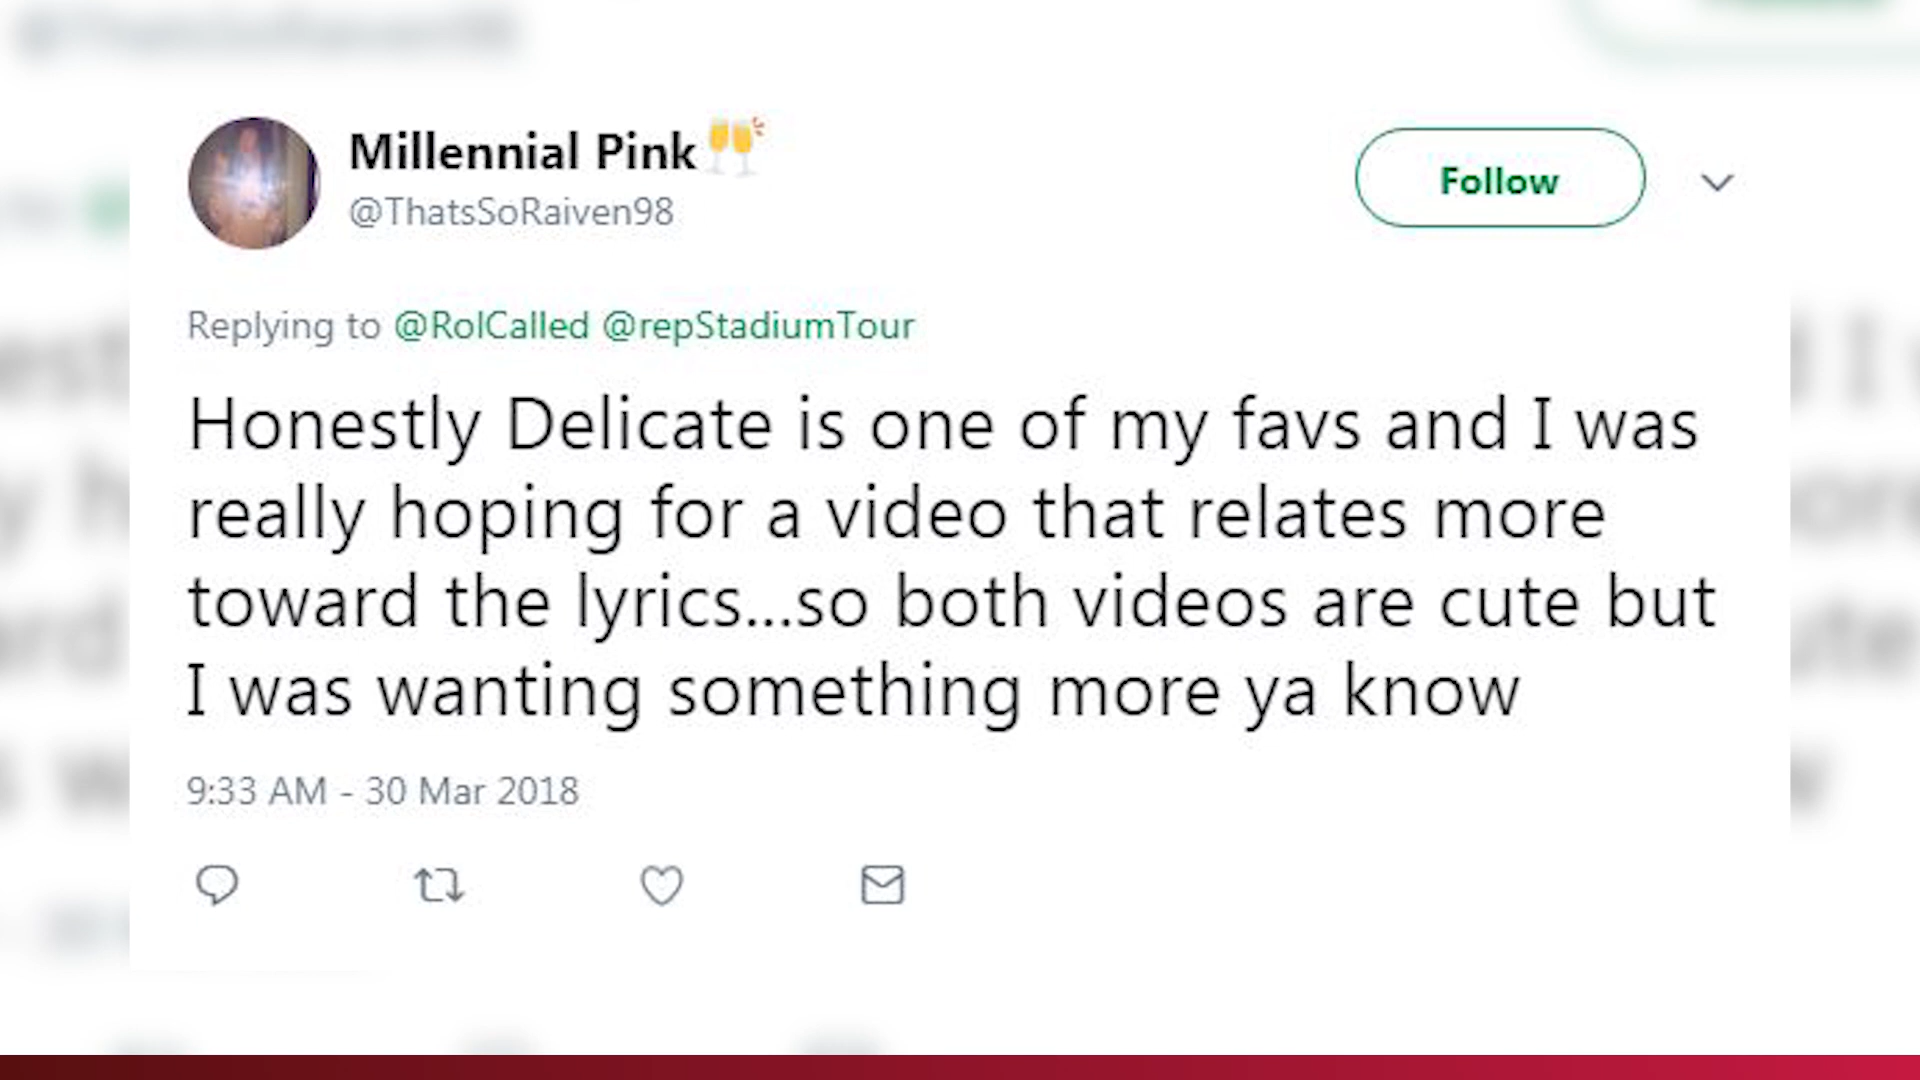 Millennial Pink🥂
@ThatsSoRaiven98
Follow
Replying to @RolCalled @repStadiumTour
Honestly Delicate is one of my favs and I was
really hoping for a video that relates more
toward the lyrics...so both videos are cute but
I was wanting something more ya know
9:33 AM - 30 Mar 2018